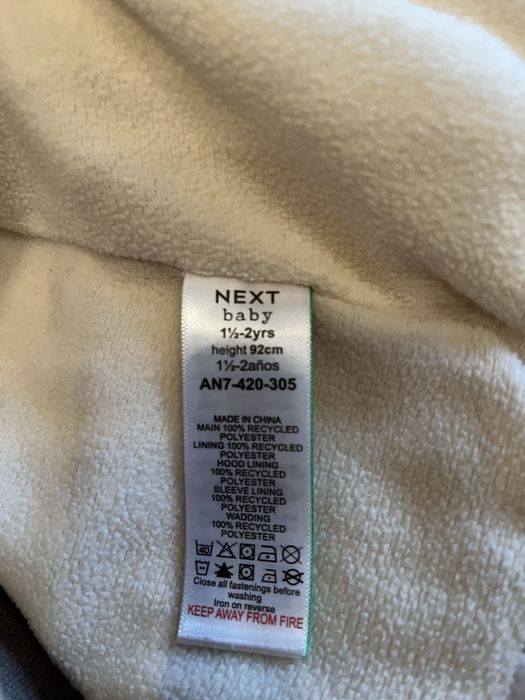 NEXT
baby
1½-2yrs
height 92cm
1½-2años
AN7-420-305
MADE IN CHINA
MAIN 100% RECYCLED
POLYESTER
LINING 100% RECYCLED
POLYESTER
HOOD LINING
100% RECYCLED
POLYESTER
SLEEVE LINING
100% RECYCLED
POLYESTER
WADDING
100% RECYCLED
POLYESTER
40
Close all fastenings before
washing
Iron on reverse
KEEP AWAY FROM FIRE